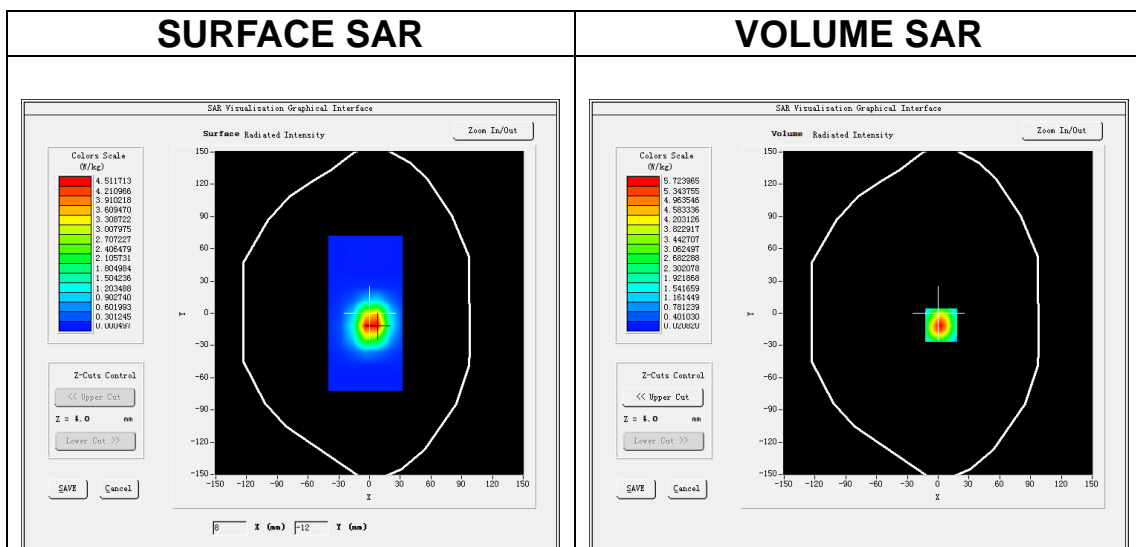 SURFACE SAR
VOLUME SAR
SAR Visualisation Graphical Interface
Surface Radiated Intensity
Zoom In/Out
Colors Scale
(W/kg)
4.511713
4.210966
3.910218
3.609470
3.308722
3.007975
2.707227
2.406479
2.105731
1.804984
1.504236
1.203488
0.902740
0.601993
0.301245
0.000497
Z-Cuts Control
<< Upper Cut
Z = 4.0 mm
Lower Cut >>
SAVE
Cancel
150
120
90
60
30
0
-30
-60
-90
-120
-150
Y
-150 -120 -90 -60 -30 0 30 60 90 120 150
X
8 X (mm) -12 Y (mm)
SAR Visualisation Graphical Interface
Volume Radiated Intensity
Zoom In/Out
Colors Scale
(W/kg)
5.723965
5.343755
4.963546
4.583336
4.203126
3.822917
3.442707
3.062497
2.682288
2.302078
1.921868
1.541659
1.161449
0.781239
0.401030
0.020820
Z-Cuts Control
<< Upper Cut
Z = 4.0 mm
Lower Cut >>
SAVE
Cancel
150
120
90
60
30
0
-30
-60
-90
-120
-150
Y
-150 -120 -90 -60 -30 0 30 60 90 120 150
X